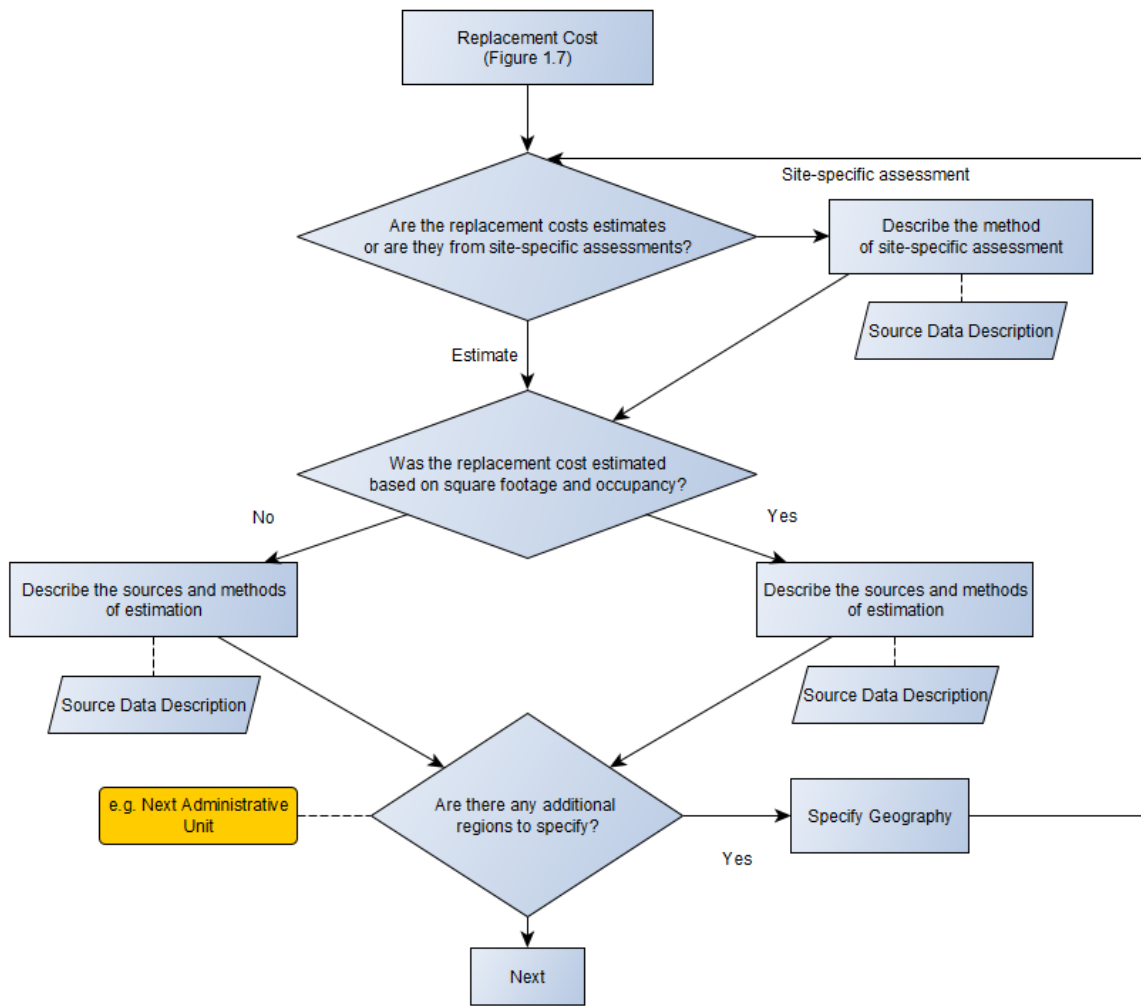 Replacement Cost
(Figure 1.7)
Site-specific assessment
Are the replacement costs estimates
or are they from site-specific assessments?
Describe the method
of site-specific assessment
Source Data Description
Estimate
Was the replacement cost estimated
based on square footage and occupancy?
No
Yes
Describe the sources and methods
of estimation
Describe the sources and methods
of estimation
Source Data Description
Source Data Description
e.g. Next Administrative
Unit
Are there any additional
regions to specify?
Specify Geography
Yes
Next